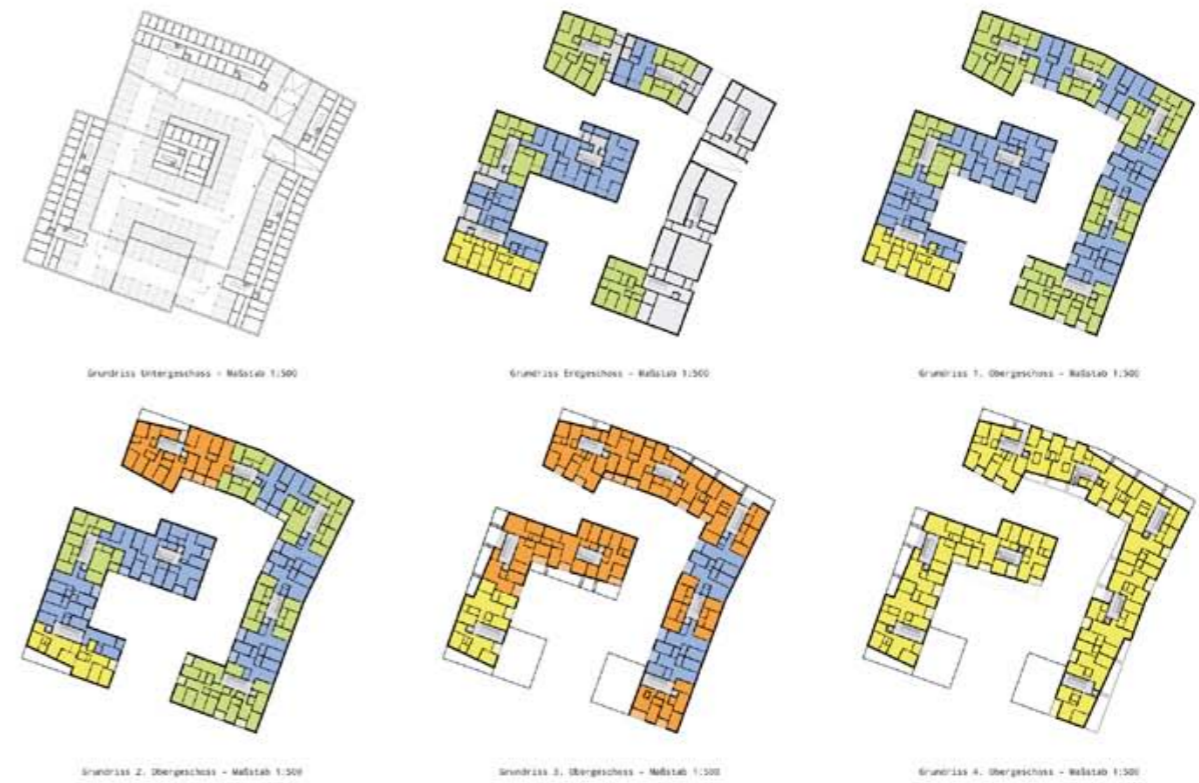 Grundriss Untergeschoss - Maßstab 1:500
Grundriss Erdgeschoss - Maßstab 1:500
Grundriss 1. Obergeschoss - Maßstab 1:500
Grundriss 2. Obergeschoss - Maßstab 1:500
Grundriss 3. Obergeschoss - Maßstab 1:500
Grundriss 4. Obergeschoss - Maßstab 1:500